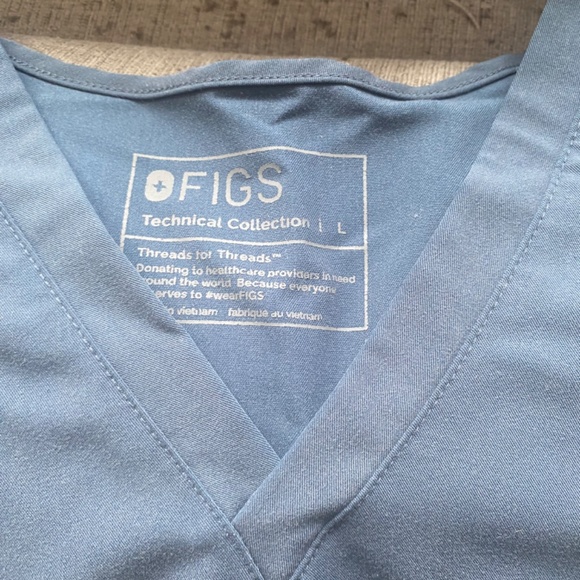 FIGS
Technical Collection | L
Threads for Threads™
Donating to healthcare providers in need
around the world. Because everyone
deserves to #wearFIGS
vietnam fabriqué au vietnam